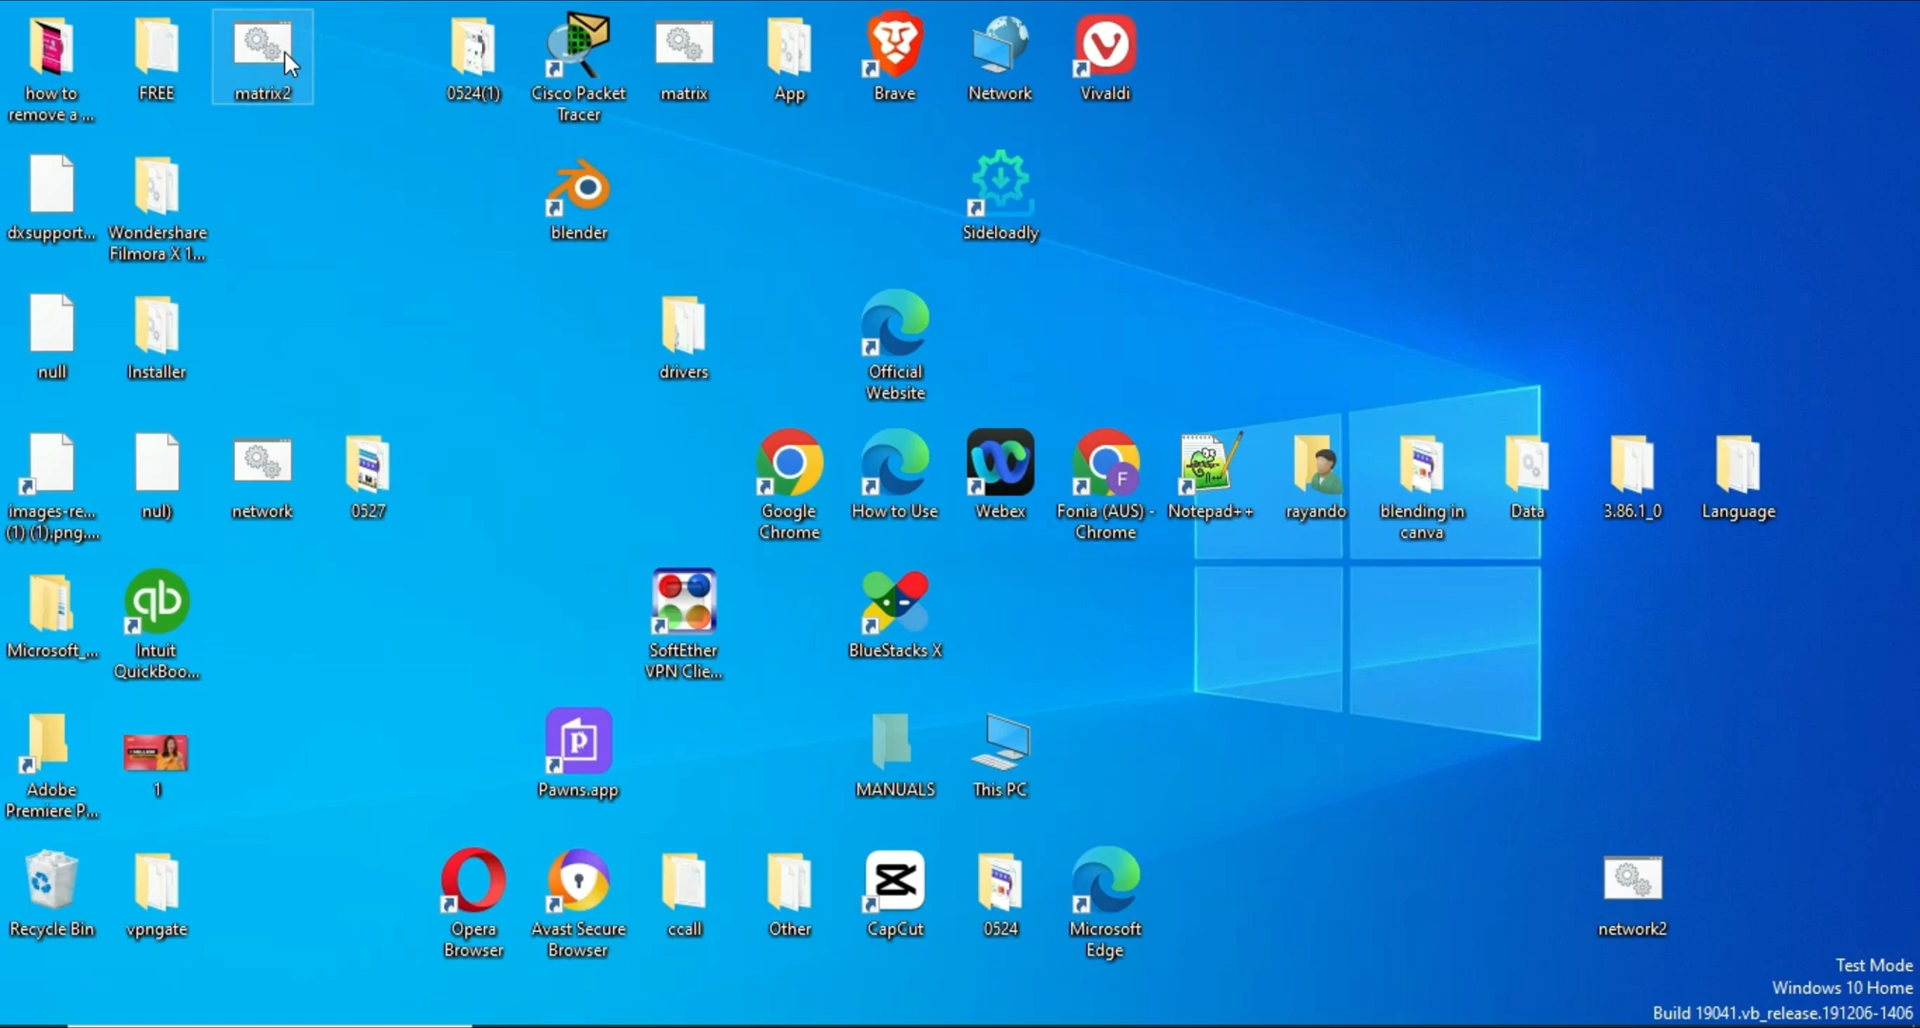 how to
remove a ...
FREE
matrix2
0524(1)
Cisco Packet
Tracer
matrix
App
Brave
Network
Vivaldi
dxsupport...
Wondershare
Filmora X 1...
blender
Sideloadly
null
Installer
drivers
Official
Website
images-re...
(1) (1).png....
nul)
network
0527
Google
Chrome
How to Use
Webex
Fonia (AUS) -
Chrome
Notepad++
rayando
blending in
canva
Data
3.86.1_0
Language
Microsoft_...
qb
Intuit
QuickBoo...
SoftEther
VPN Clie...
BlueStacks X
Adobe
Premiere P...
1
Pawns.app
MANUALS
This PC
Recycle Bin
vpngate
Opera
Browser
Avast Secure
Browser
ccall
Other
CapCut
0524
Microsoft
Edge
network2
Test Mode
Windows 10 Home
Build 19041.vb_release.191206-1406